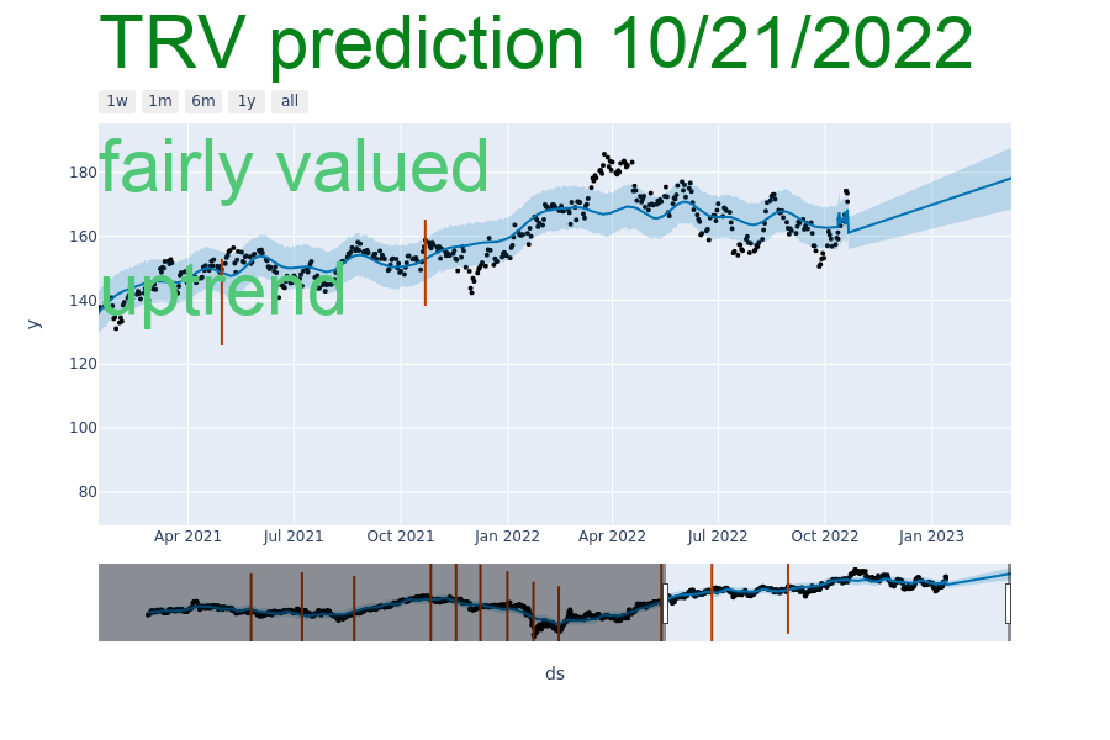 TRV prediction 10/21/2022
1w 1m 6m 1y all
fairly valued
180
160
uptrend
140
y
120
100
80
Apr 2021 Jul 2021 Oct 2021 Jan 2022 Apr 2022 Jul 2022 Oct 2022 Jan 2023
ds